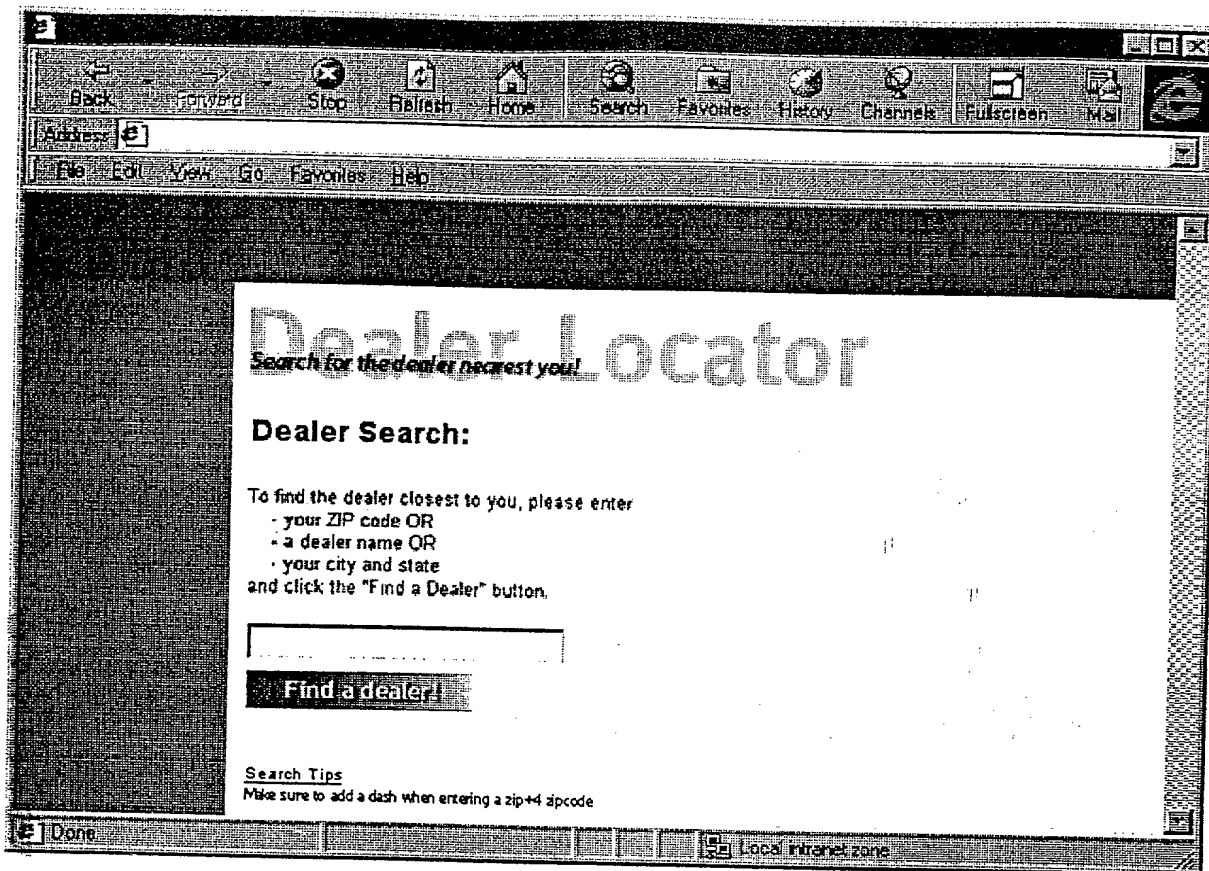 Back Forward Stop Refresh Home Search Favorites History Channels Fullscreen Mail
Address
File Edit View Go Favorites Help
Dealer Locator
Search for the dealer nearest you!
Dealer Search:
To find the dealer closest to you, please enter
- your ZIP code OR
- a dealer name OR
- your city and state
and click the "Find a Dealer" button.
Find a dealer!
Search Tips
Make sure to add a dash when entering a zip+4 zipcode
Done
Local intranet zone